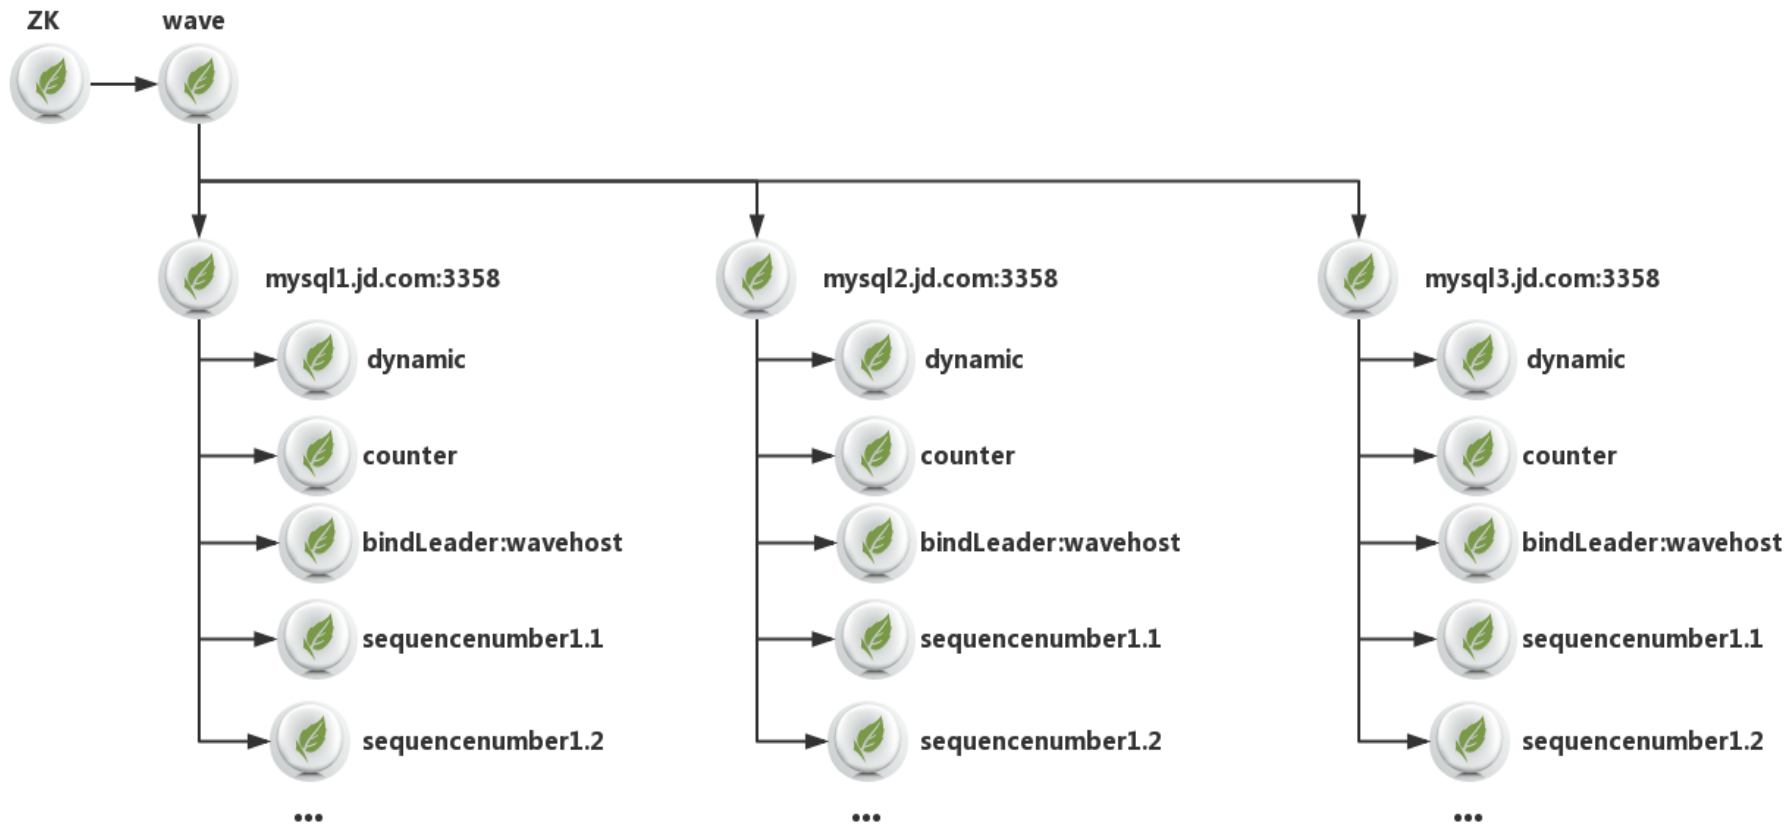 ZK
wave
mysql1.jd.com:3358
dynamic
counter
bindLeader:wavehost
sequencenumber1.1
sequencenumber1.2
...
mysql2.jd.com:3358
dynamic
counter
bindLeader:wavehost
sequencenumber1.1
sequencenumber1.2
...
mysql3.jd.com:3358
dynamic
counter
bindLeader:wavehost
sequencenumber1.1
sequencenumber1.2
...